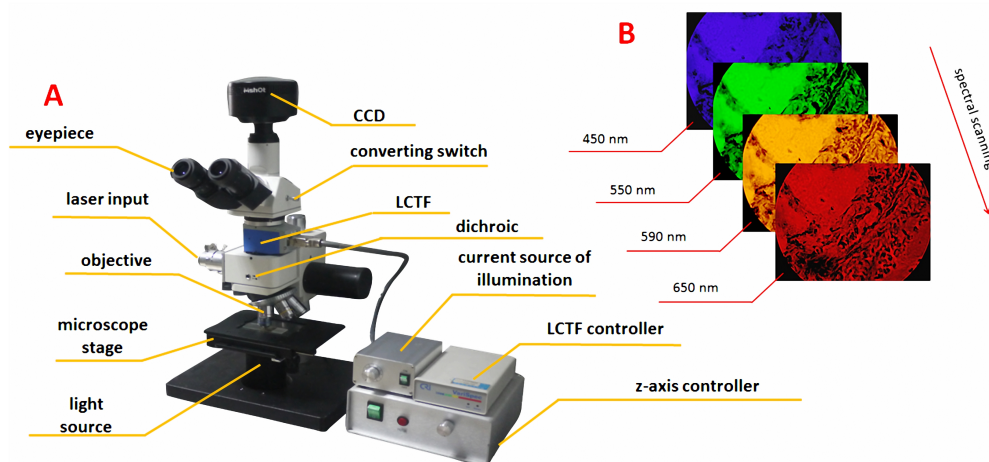 A
eyepiece
laser input
objective
microscope
stage
light
source
MshOt
CCD
converting switch
LCTF
dichroic
current source of
illumination
LCTF controller
z-axis controller
B
450 nm
550 nm
590 nm
650 nm
spectral scanning